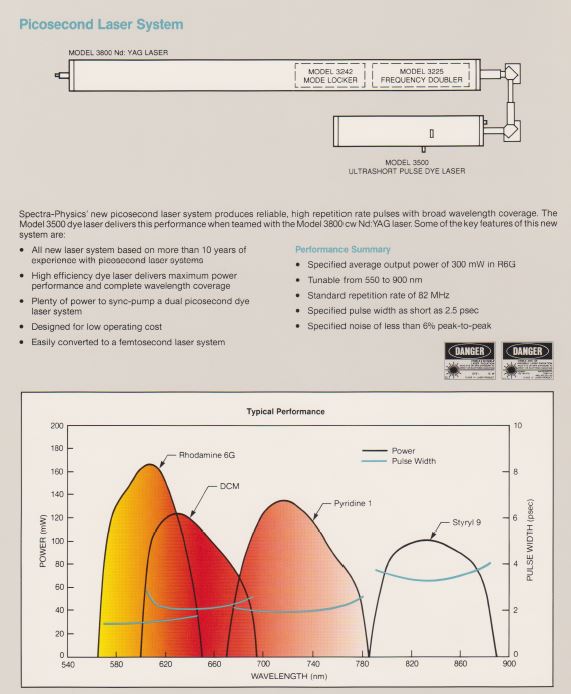 Picosecond Laser System
MODEL 3800 Nd: YAG LASER
MODEL 3242
MODE LOCKER
MODEL 3225
FREQUENCY DOUBLER
MODEL 3500
ULTRASHORT PULSE DYE LASER
Spectra-Physics' new picosecond laser system produces reliable, high repetition rate pulses with broad wavelength coverage. The
Model 3500 dye laser delivers this performance when teamed with the Model 3800 cw Nd:YAG laser. Some of the key features of this new
system are:
• All new laser system based on more than 10 years of
experience with picosecond laser systems
• High efficiency dye laser delivers maximum power
performance and complete wavelength coverage
• Plenty of power to sync-pump a dual picosecond dye
laser system
• Designed for low operating cost
• Easily converted to a femtosecond laser system
Performance Summary
• Specified average output power of 300 mW in R6G
• Tunable from 550 to 900 nm
• Standard repetition rate of 82 MHz
• Specified pulse width as short as 2.5 psec
• Specified noise of less than 6% peak-to-peak
DANGER
DANGER
Typical Performance
200
180
160
140
120
100
80
60
40
20
0
POWER (mW)
Rhodamine 6G
DCM
Pyridine 1
Styryl 9
Power
Pulse Width
10
8
6
4
2
0
PULSE WIDTH (psec)
540
580
620
660
700
740
780
820
860
900
WAVELENGTH (nm)